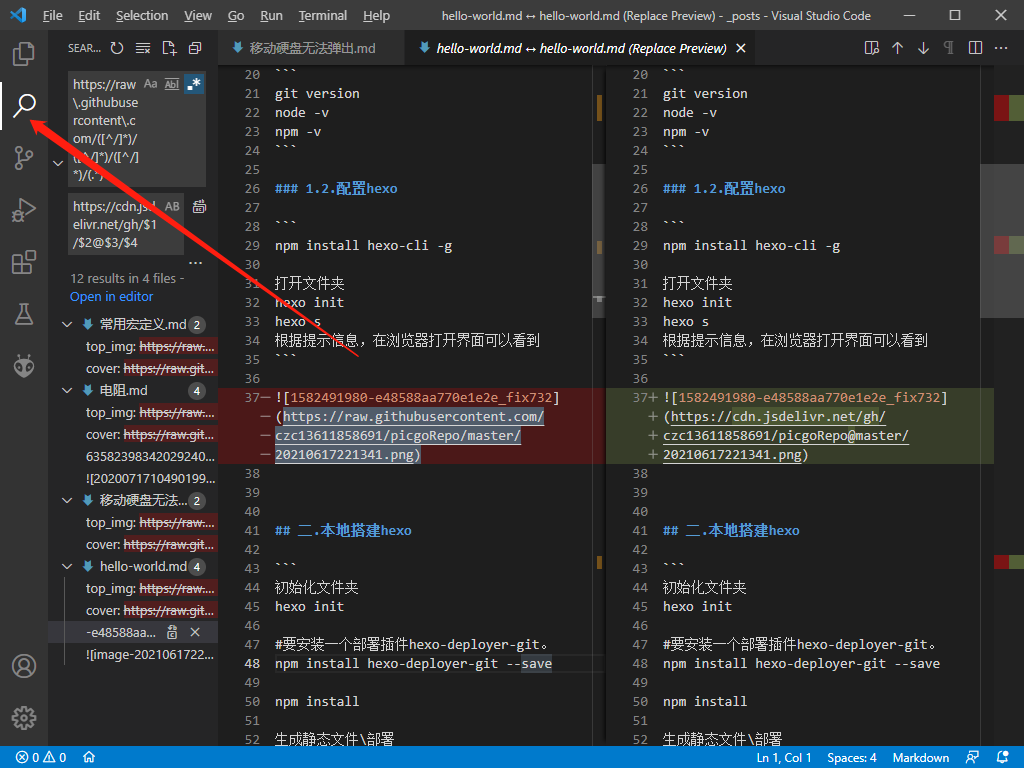 File Edit Selection View Go Run Terminal Help hello-world.md ↔ hello-world.md (Replace Preview) - _posts - Visual Studio Code
SEAR...
移动硬盘无法弹出.md
hello-world.md ↔ hello-world.md (Replace Preview)
https://raw
\.githubuse
rcontent\.c
om/([^/]*)/
([^/]*)/([^/]
*)/(.*)
Aa Abl .*
https://cdn.jsd
elivr.net/gh/$1
/$2@$3/$4
AB
...
12 results in 4 files -
Open in editor
常用宏定义.md 2
top_img: https://raw....
cover: https://raw.git...
电阻.md 4
top_img: https://raw....
cover: https://raw.git...
63582398342029240...
![2020071710490199...
移动硬盘无法... 2
top_img: https://raw....
cover: https://raw.git...
hello-world.md 4
top_img: https://raw....
cover: https://raw.git...
-e48588aa...
![image-2021061722...
20 ```
21 git version
22 node -v
23 npm -v
24 ```
25
26 ### 1.2.配置hexo
27
28 ```
29 npm install hexo-cli -g
30
31 打开文件夹
32 hexo init
33 hexo s
34 根据提示信息，在浏览器打开界面可以看到
35 ```
36
37— ![1582491980-e48588aa770e1e2e_fix732]
— (https://raw.githubusercontent.com/
— czc13611858691/picgoRepo/master/
— 20210617221341.png)
38
39
40
41 ## 二.本地搭建hexo
42
43 ```
44 初始化文件夹
45 hexo init
46
47 #要安装一个部署插件hexo-deployer-git。
48 npm install hexo-deployer-git --save
49
50 npm install
51
52 生成静态文件\部署
20 ```
21 git version
22 node -v
23 npm -v
24 ```
25
26 ### 1.2.配置hexo
27
28 ```
29 npm install hexo-cli -g
30
31 打开文件夹
32 hexo init
33 hexo s
34 根据提示信息，在浏览器打开界面可以看到
35 ```
36
37+ ![1582491980-e48588aa770e1e2e_fix732]
+ (https://cdn.jsdelivr.net/gh/
+ czc13611858691/picgoRepo@master/
+ 20210617221341.png)
38
39
40
41 ## 二.本地搭建hexo
42
43 ```
44 初始化文件夹
45 hexo init
46
47 #要安装一个部署插件hexo-deployer-git。
48 npm install hexo-deployer-git --save
49
50 npm install
51
52 生成静态文件\部署
0 0 Ln 1, Col 1 Spaces: 4 Markdown